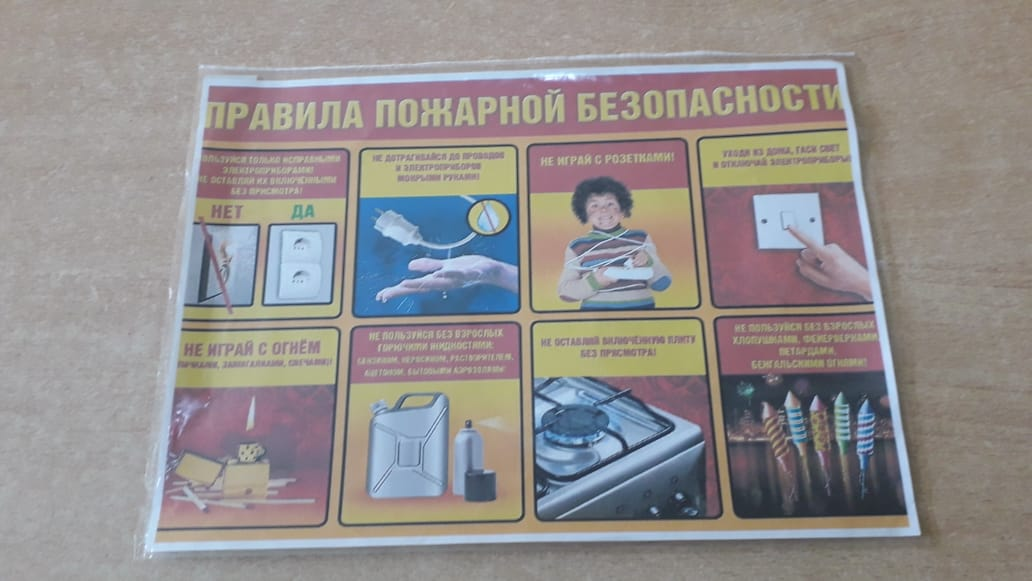 ПРАВИЛА ПОЖАРНОЙ БЕЗОПАСНОСТИ
ОЛЬЗУЙСЯ ТОЛЬКО ИСПРАВНЫМИ
ЭЛЕКТРОПРИБОРАМИ!
НЕ ОСТАВЛЯЙ ИХ ВКЛЮЧЁННЫМИ
БЕЗ ПРИСМОТРА!
НЕТ ДА
НЕ ДОТРАГИВАЙСЯ ДО ПРОВОДОВ
И ЭЛЕКТРОПРИБОРОВ
МОКРЫМИ РУКАМИ!
НЕ ИГРАЙ С РОЗЕТКАМИ!
УХОДЯ ИЗ ДОМА, ГАСИ СВЕТ
И ОТКЛЮЧАЙ ЭЛЕКТРОПРИБОРЫ
НЕ ИГРАЙ С ОГНЁМ
ИЧКАМИ, ЗАЖИГАЛКАМИ, СВЕЧАМИ)!
НЕ ПОЛЬЗУЙСЯ БЕЗ ВЗРОСЛЫХ
ГОРЮЧИМИ ЖИДКОСТЯМИ:
БЕНЗИНОМ, КЕРОСИНОМ, РАСТВОРИТЕЛЕМ,
АЦЕТОНОМ, БЫТОВЫМИ АЭРОЗОЛЯМИ!
НЕ ОСТАВЛЯЙ ВКЛЮЧЁННУЮ ПЛИТУ
БЕЗ ПРИСМОТРА!
НЕ ПОЛЬЗУЙСЯ БЕЗ ВЗРОСЛЫХ
ХЛОПУШКАМИ, ФЕЙЕРВЕРКАМИ
ПЕТАРДАМИ,
БЕНГАЛЬСКИМИ ОГНЯМИ!